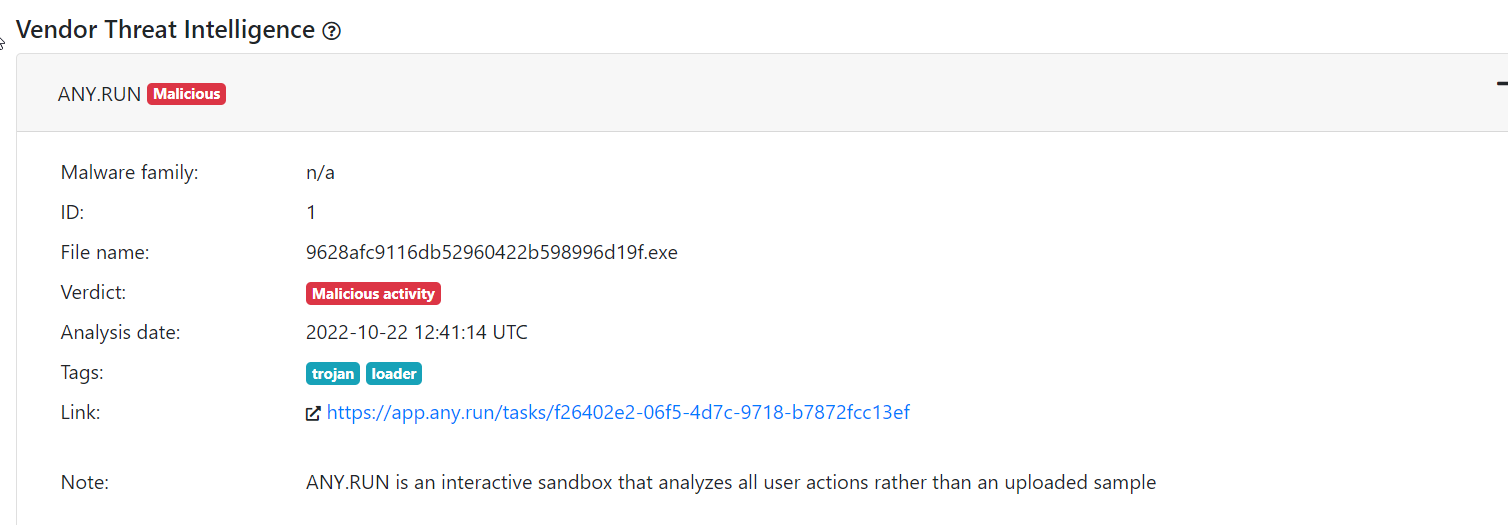 Vendor Threat Intelligence
ANY.RUN Malicious
Malware family: n/a
ID: 1
File name: 9628afc9116db52960422b598996d19f.exe
Verdict: Malicious activity
Analysis date: 2022-10-22 12:41:14 UTC
Tags: trojan loader
Link: https://app.any.run/tasks/f26402e2-06f5-4d7c-9718-b7872fcc13ef
Note: ANY.RUN is an interactive sandbox that analyzes all user actions rather than an uploaded sample